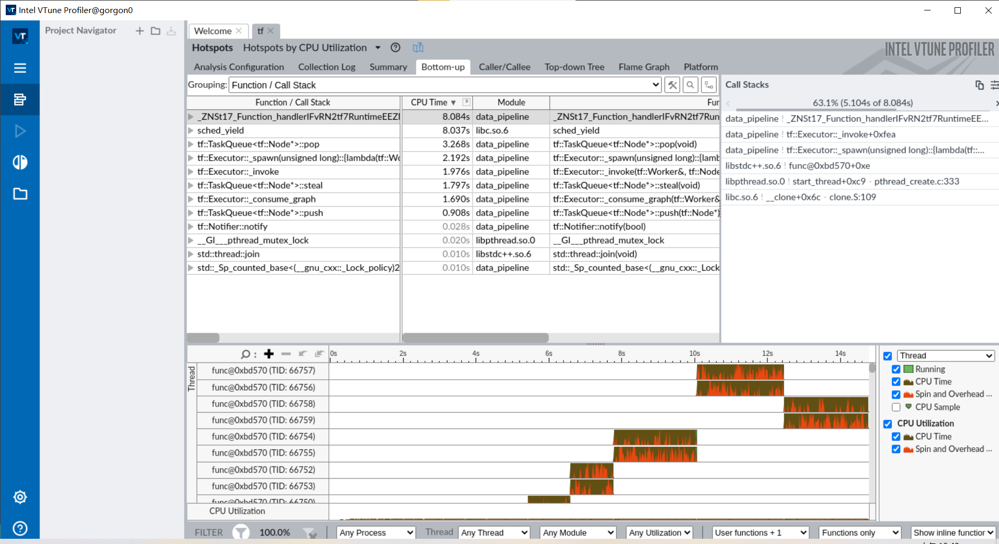 Intel VTune Profiler@gorgon0
Project Navigator
Welcome
tf
Hotspots Hotspots by CPU Utilization
INTEL VTUNE PROFILER
Analysis Configuration Collection Log Summary Bottom-up Caller/Callee Top-down Tree Flame Graph Platform
Grouping: Function / Call Stack
Function / Call Stack CPU Time Module Fur
_ZNSt17_Function_handlerIFvRN2tf7RuntimeEEZI 8.084s data_pipeline _ZNSt17_Function_handlerIFvRN2tf7Run
sched_yield 8.037s libc.so.6 sched_yield
tf::TaskQueue<tf::Node*>::pop 3.268s data_pipeline tf::TaskQueue<tf::Node*>::pop(void)
tf::Executor::_spawn(unsigned long)::{lambda(tf::Wo 2.192s data_pipeline tf::Executor::_spawn(unsigned long)::{lamb
tf::Executor::_invoke 1.976s data_pipeline tf::Executor::_invoke(tf::Worker&, tf::Node
tf::TaskQueue<tf::Node*>::steal 1.797s data_pipeline tf::TaskQueue<tf::Node*>::steal(void)
tf::Executor::_consume_graph 1.690s data_pipeline tf::Executor::_consume_graph(tf::Worker&
tf::TaskQueue<tf::Node*>::push 0.908s data_pipeline tf::TaskQueue<tf::Node*>::push(tf::Node*)
tf::Notifier::notify 0.028s data_pipeline tf::Notifier::notify(bool)
__GI___pthread_mutex_lock 0.020s libpthread.so.0 __GI___pthread_mutex_lock
std::thread::join 0.010s libstdc++.so.6 std::thread::join(void)
std::_Sp_counted_base<(__gnu_cxx::_Lock_policy)2 0.010s data_pipeline std::_Sp_counted_base<(__gnu_cxx::_Lock
Call Stacks
63.1% (5.104s of 8.084s)
data_pipeline ! _ZNSt17_Function_handlerIFvRN2tf7RuntimeEE...
data_pipeline ! tf::Executor::_invoke+0xfea
data_pipeline ! tf::Executor::_spawn(unsigned long)::{lambda(tf::...
libstdc++.so.6 ! func@0xbd570+0xe
libpthread.so.0 ! start_thread+0xc9 - pthread_create.c:333
libc.so.6 ! __clone+0x6c - clone.S:109
0s 2s 4s 6s 8s 10s 12s 14s
Thread
func@0xbd570 (TID: 66757)
func@0xbd570 (TID: 66756)
func@0xbd570 (TID: 66758)
func@0xbd570 (TID: 66759)
func@0xbd570 (TID: 66754)
func@0xbd570 (TID: 66755)
func@0xbd570 (TID: 66752)
func@0xbd570 (TID: 66753)
func@0xbd570 (TID: 66750)
CPU Utilization
Thread
Running
CPU Time
Spin and Overhead ...
CPU Sample
CPU Utilization
CPU Time
Spin and Overhead ...
FILTER 100.0% Any Process Thread Any Thread Any Module Any Utilization User functions + 1 Functions only Show inline function